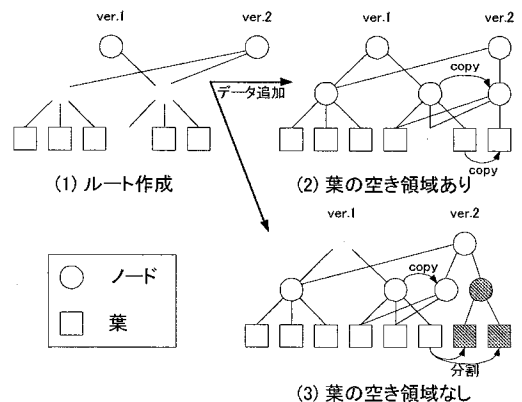 ver.1
ver.2
データ追加
(1) ルート作成
ver.1
ver.2
copy
copy
(2) 葉の空き領域あり
ノード
葉
ver.1
ver.2
copy
分割
(3) 葉の空き領域なし